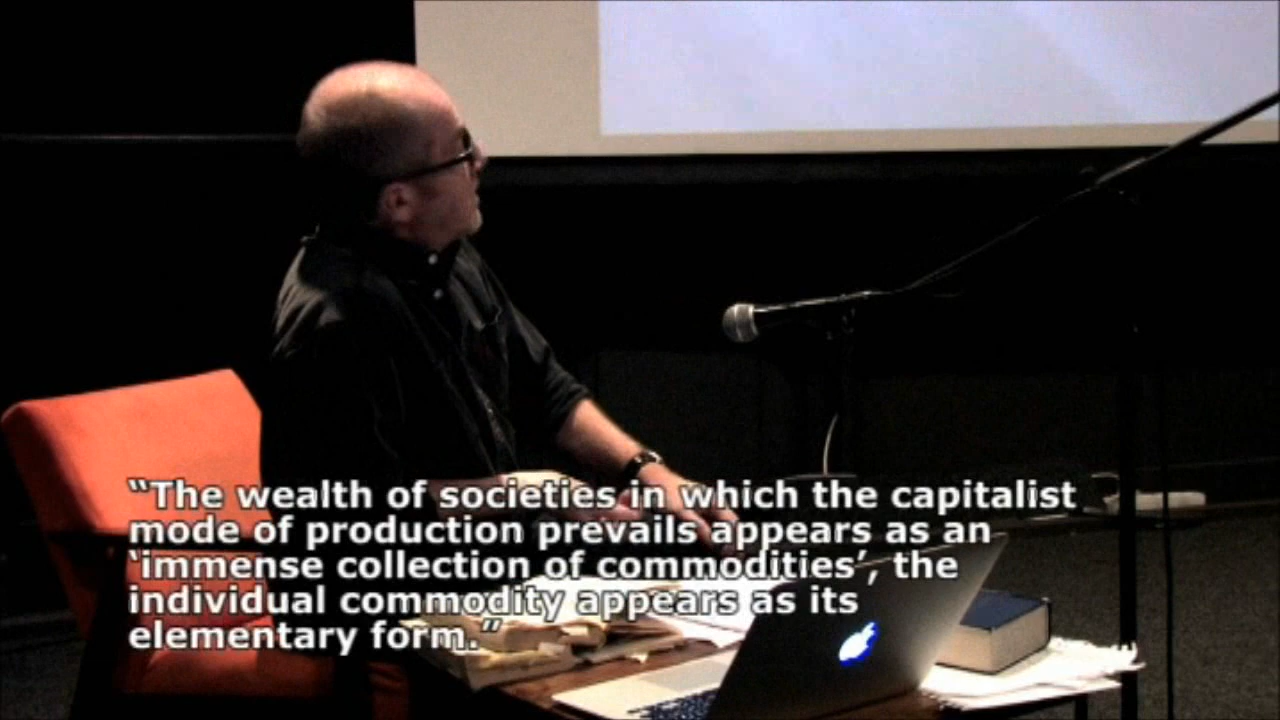 “The wealth of societies in which the capitalist
mode of production prevails appears as an
‘immense collection of commodities’, the
individual commodity appears as its
elementary form.”